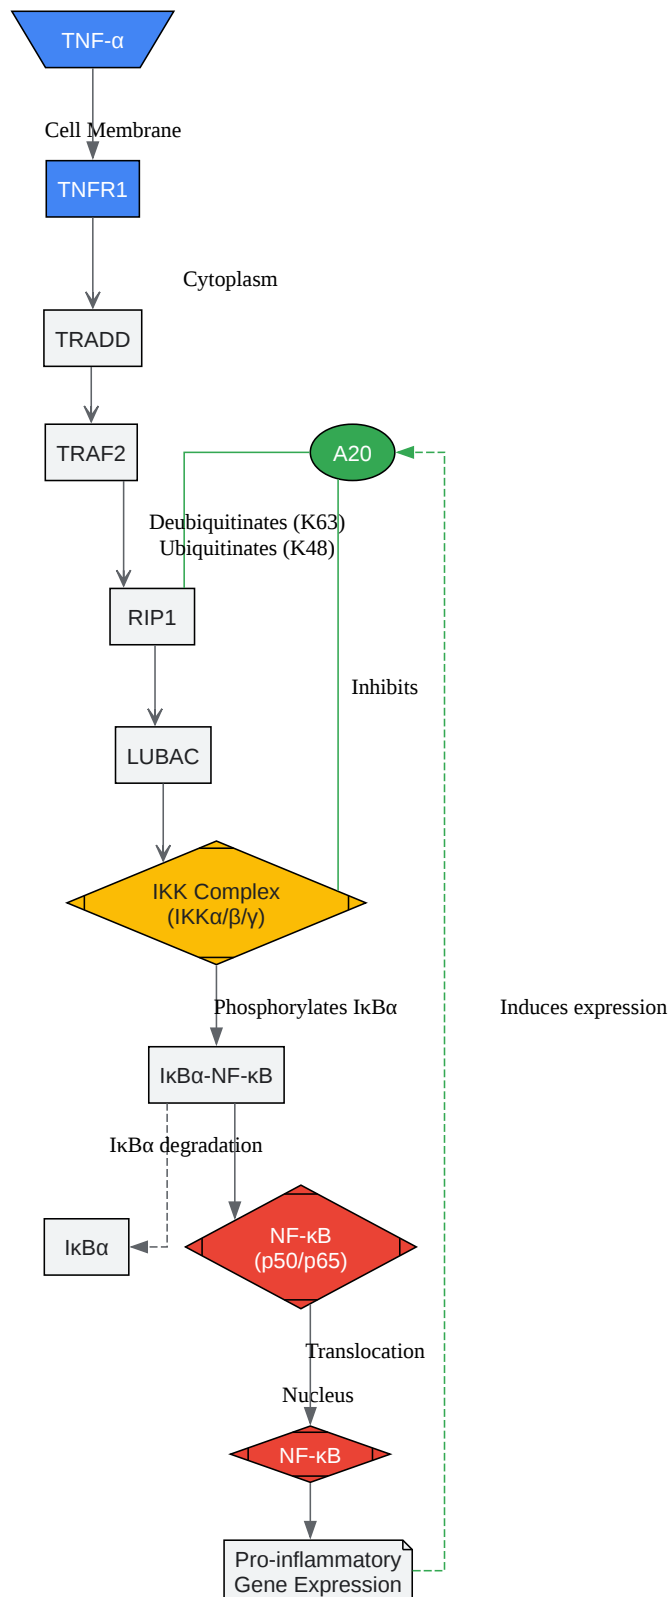 TNF-α
Cell Membrane
TNFR1
Cytoplasm
TRADD
TRAF2
A20
Deubiquitinates (K63)
Ubiquitinates (K48)
RIP1
Inhibits
LUBAC
IKK Complex
(IKKα/β/γ)
Phosphorylates IκBα
Induces expression
IκBα-NF-κB
IκBα degradation
IκBα
NF-κB
(p50/p65)
Translocation
Nucleus
NF-κB
Pro-inflammatory
Gene Expression